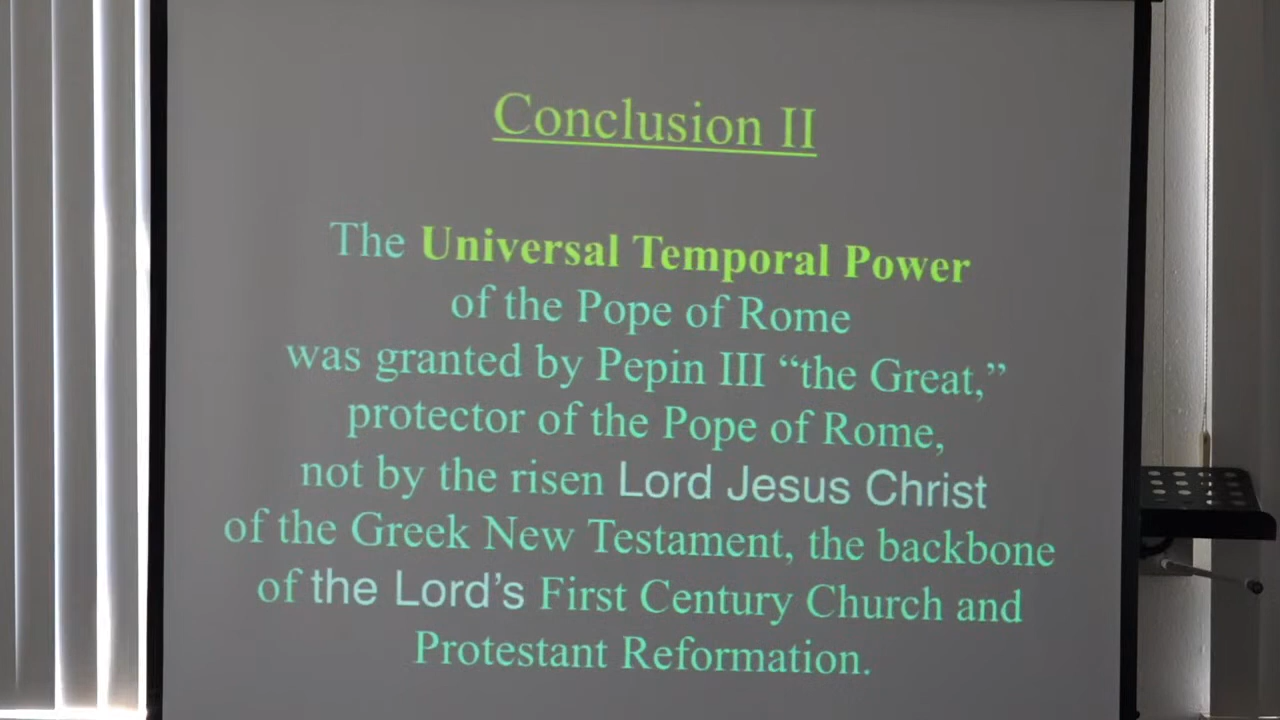 Conclusion II
The Universal Temporal Power
of the Pope of Rome
was granted by Pepin III “the Great,”
protector of the Pope of Rome,
not by the risen Lord Jesus Christ
of the Greek New Testament, the backbone
of the Lord’s First Century Church and
Protestant Reformation.